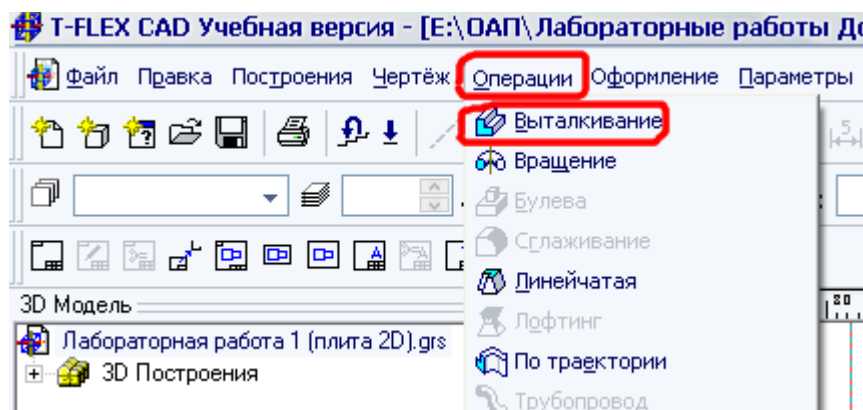 T-FLEX CAD Учебная версия - [E:\ОАП\Лабораторные работы До
Файл Правка Построения Чертёж Операции Оформление Параметры
Выталкивание
5
Вращение
Булева
Сглаживание
Линейчатая
3D Модель
Лофтинг
Лабораторная работа 1 (плита 2D).grs
По траектории
3D Построения
Трубопровод